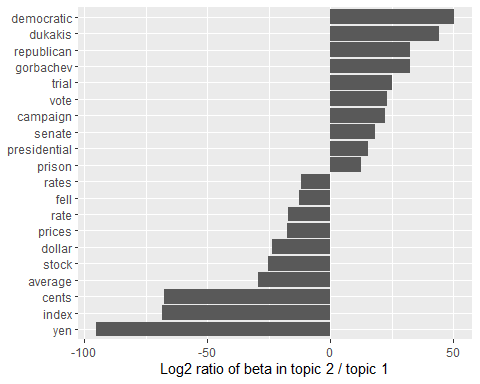 democratic
dukakis
republican
gorbachev
trial
vote
campaign
senate
presidential
prison
rates
fell
rate
prices
dollar
stock
average
cents
index
yen
-100 -50 0 50
Log2 ratio of beta in topic 2 / topic 1